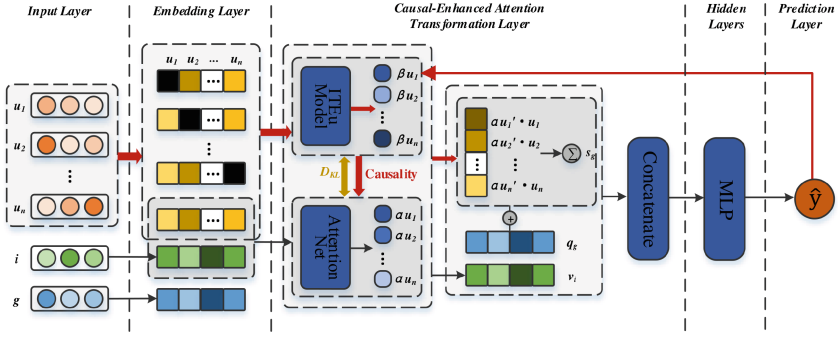 Input Layer
Embedding Layer
Causal-Enhanced Attention
Transformation Layer
Hidden
Layers
Prediction
Layer
u1 u2 ... un
u1
u2
⋮
un
i
g
...
...
⋮
...
...
ITEu
Model
βu1
βu2
⋮
βun
DKL
Causality
Attention
Net
αu1
αu2
⋮
αun
αu1' · u1
αu2' · u2
...
⋮
αun' · un
Σ
sg
+
qg
vi
Concatenate
MLP
ŷ